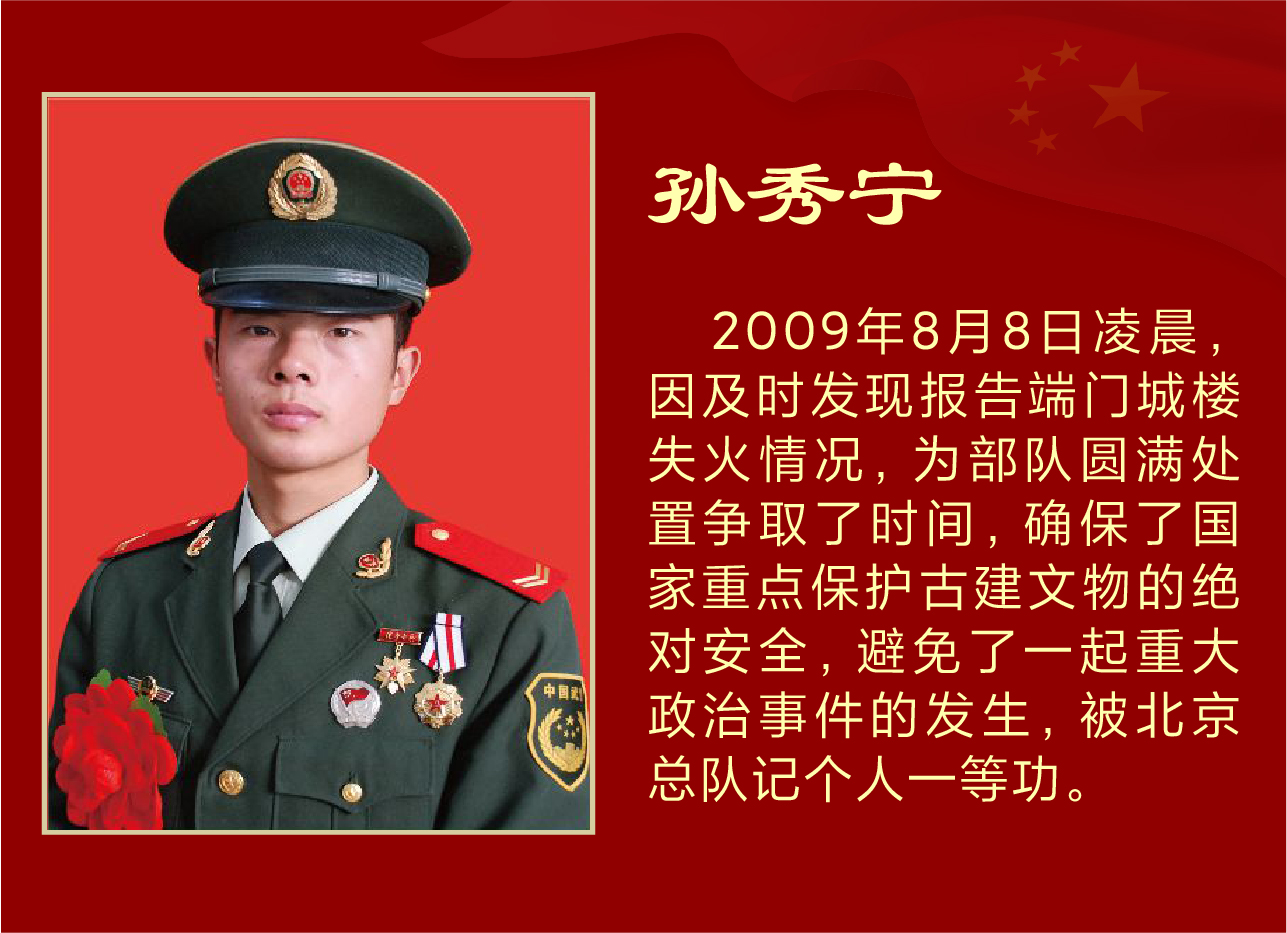 孙秀宁
2009年8月8日凌晨，
因及时发现报告端门城楼
失火情况，为部队圆满处
置争取了时间，确保了国
家重点保护古建文物的绝
对安全，避免了一起重大
政治事件的发生，被北京
总队记个人一等功。
中国武